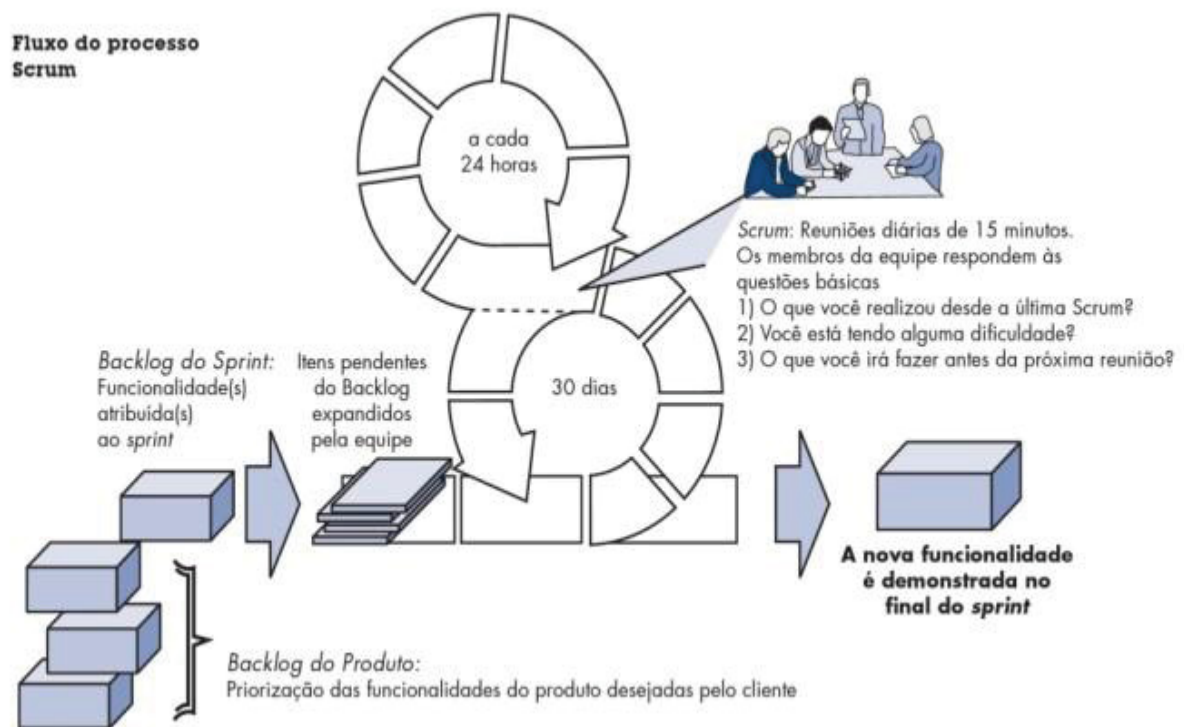 Fluxo do processo
Scrum
a cada
24 horas
Scrum: Reuniões diárias de 15 minutos.
Os membros da equipe respondem às
questões básicas
1) O que você realizou desde a última Scrum?
2) Você está tendo alguma dificuldade?
3) O que você irá fazer antes da próxima reunião?
Backlog do Sprint:
Funcionalidade(s)
atribuída(s)
ao sprint
Itens pendentes
do Backlog
expandidos
pela equipe
30 dias
A nova funcionalidade
é demonstrada no
final do sprint
Backlog do Produto:
Priorização das funcionalidades do produto desejadas pelo cliente